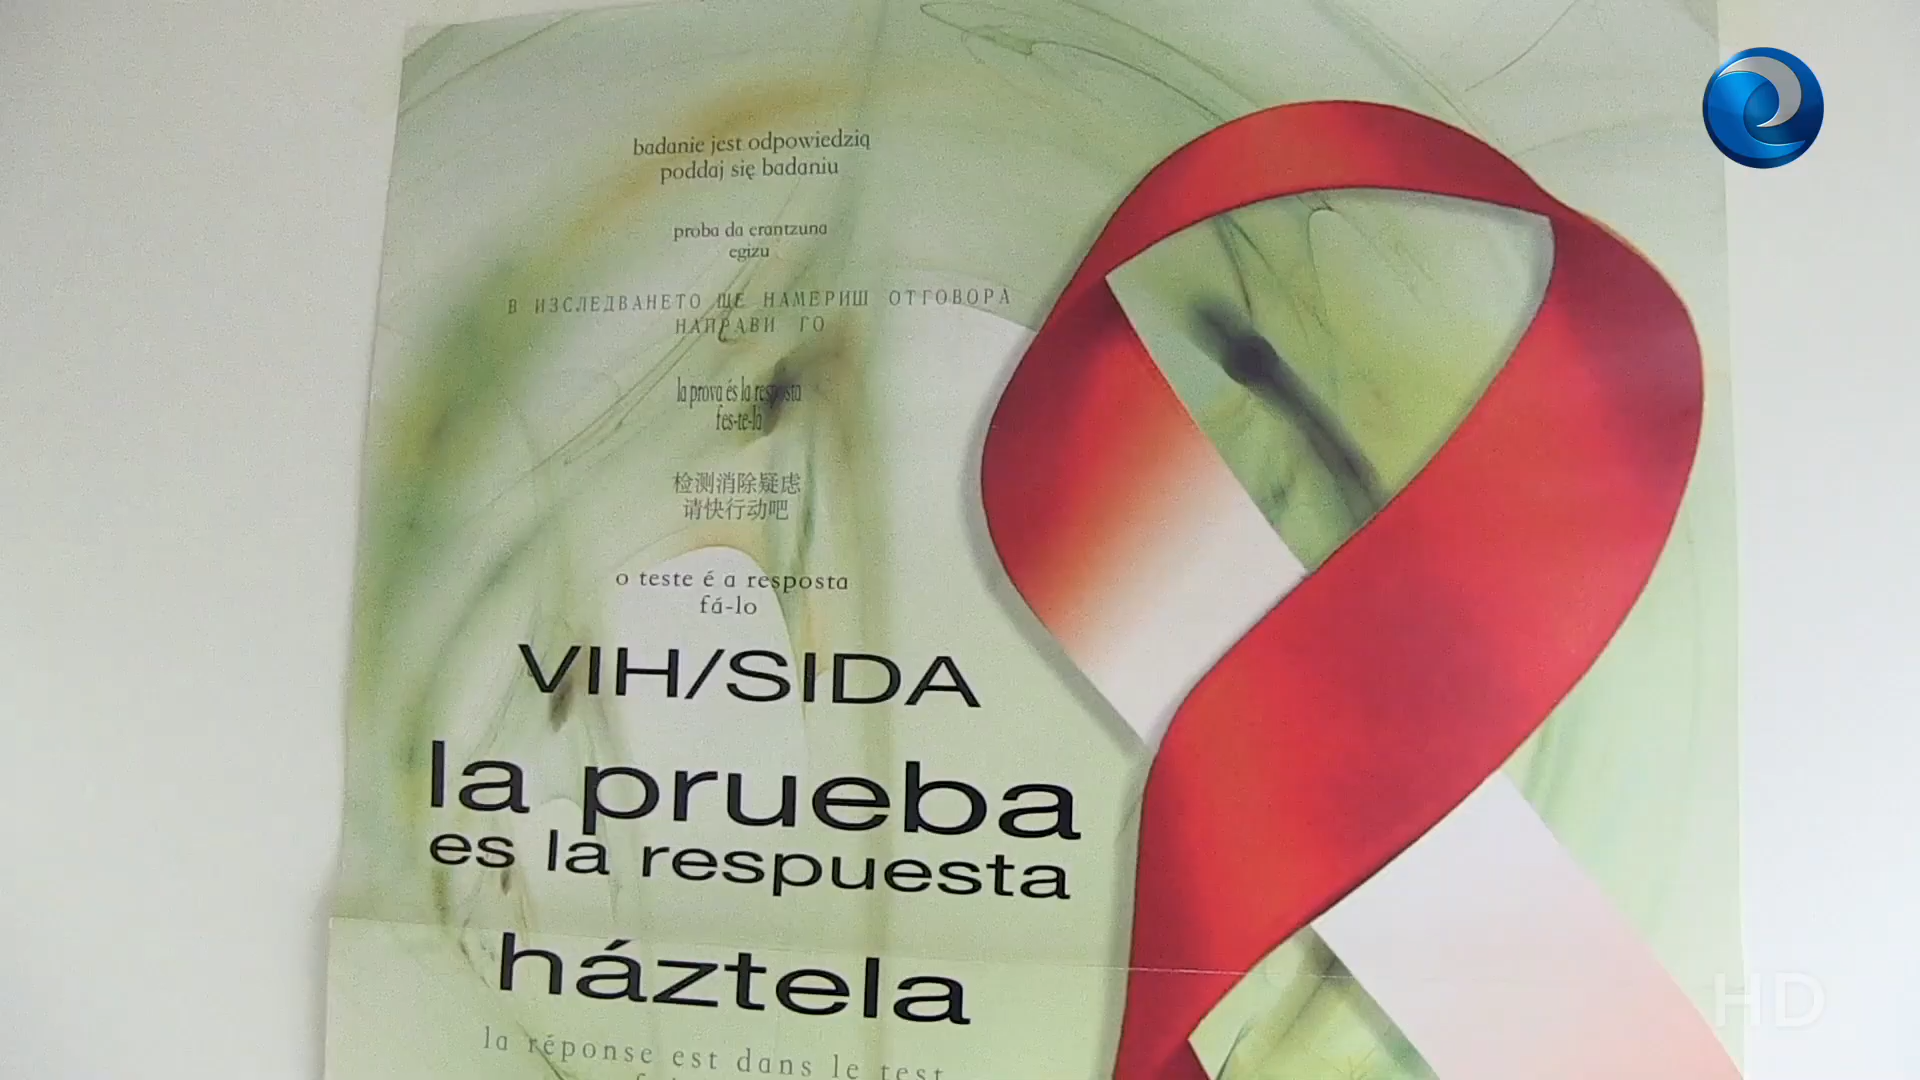 badanie jest odpowiedzią
poddaj się badaniu
proba da erantzuna
egizu
В ИЗСЛЕДВАНЕТО ЩЕ НАМЕРИШ ОТГОВОРА
НАПРАВИ ГО
la prova és la resposta
fes-te-la
检测消除疑虑
请快行动吧
o teste é a resposta
fá-lo
VIH/SIDA
la prueba
es la respuesta
háztela
la réponse est dans le test
HD